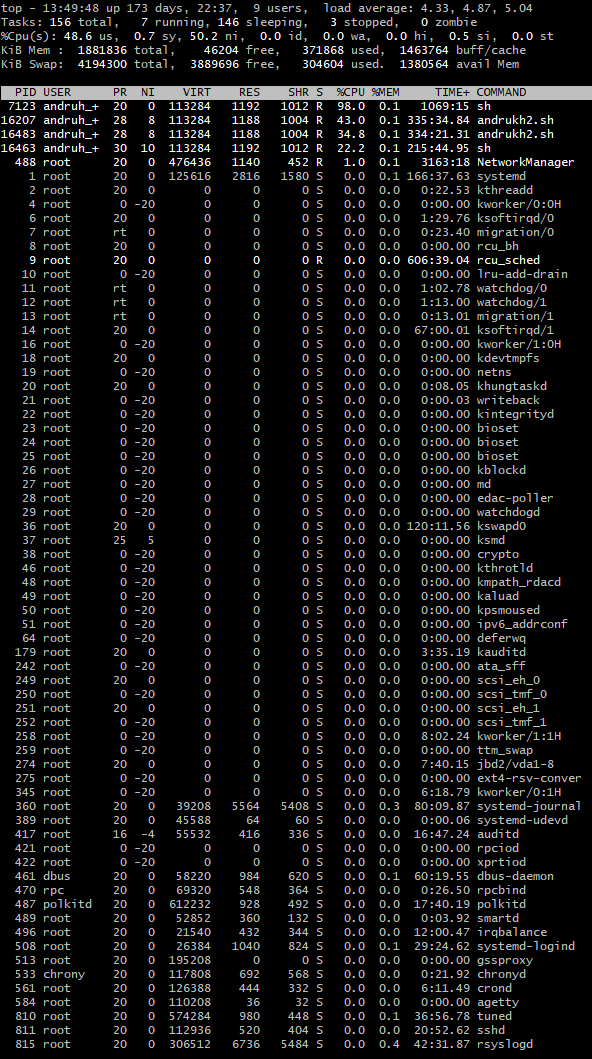 top - 13:49:48 up 173 days, 22:37,  9 users,  load average: 4.33, 4.87, 5.04
Tasks: 156 total,   7 running, 146 sleeping,   3 stopped,   0 zombie
%Cpu(s): 48.6 us,  0.7 sy, 50.2 ni,  0.0 id,  0.0 wa,  0.0 hi,  0.5 si,  0.0 st
KiB Mem :  1881836 total,    46204 free,   371868 used,  1463764 buff/cache
KiB Swap:  4194300 total,  3889696 free,   304604 used.  1380564 avail Mem
PID USER      PR  NI    VIRT    RES    SHR S  %CPU %MEM     TIME+ COMMAND
7123 andruh_+  20   0  113284   1192   1012 R  98.0  0.1   1069:15 sh
16207 andruh_+  28   8  113284   1188   1004 R  43.0  0.1 335:34.84 andrukh2.sh
16483 andruh_+  28   8  113284   1188   1004 R  34.8  0.1 334:21.31 andrukh2.sh
16463 andruh_+  30  10  113284   1192   1012 R  22.2  0.1 215:44.95 sh
488 root      20   0  476436   1140    452 R   1.0  0.1   3163:18 NetworkManager
1 root      20   0  125616   2816   1580 S   0.0  0.1 166:37.63 systemd
2 root      20   0       0      0      0 S   0.0  0.0   0:22.53 kthreadd
4 root       0 -20       0      0      0 S   0.0  0.0   0:00.00 kworker/0:0H
6 root      20   0       0      0      0 S   0.0  0.0   1:29.76 ksoftirqd/0
7 root      rt   0       0      0      0 S   0.0  0.0   0:23.40 migration/0
8 root      20   0       0      0      0 S   0.0  0.0   0:00.00 rcu_bh
9 root      20   0       0      0      0 R   0.0  0.0 606:39.04 rcu_sched
10 root       0 -20       0      0      0 S   0.0  0.0   0:00.00 lru-add-drain
11 root      rt   0       0      0      0 S   0.0  0.0   1:02.78 watchdog/0
12 root      rt   0       0      0      0 S   0.0  0.0   1:13.00 watchdog/1
13 root      rt   0       0      0      0 S   0.0  0.0   0:13.01 migration/1
14 root      20   0       0      0      0 S   0.0  0.0  67:00.01 ksoftirqd/1
16 root       0 -20       0      0      0 S   0.0  0.0   0:00.00 kworker/1:0H
18 root      20   0       0      0      0 S   0.0  0.0   0:00.00 kdevtmpfs
19 root       0 -20       0      0      0 S   0.0  0.0   0:00.00 netns
20 root      20   0       0      0      0 S   0.0  0.0   0:08.05 khungtaskd
21 root       0 -20       0      0      0 S   0.0  0.0   0:00.03 writeback
22 root       0 -20       0      0      0 S   0.0  0.0   0:00.00 kintegrityd
23 root       0 -20       0      0      0 S   0.0  0.0   0:00.00 bioset
24 root       0 -20       0      0      0 S   0.0  0.0   0:00.00 bioset
25 root       0 -20       0      0      0 S   0.0  0.0   0:00.00 bioset
26 root       0 -20       0      0      0 S   0.0  0.0   0:00.00 kblockd
27 root       0 -20       0      0      0 S   0.0  0.0   0:00.00 md
28 root       0 -20       0      0      0 S   0.0  0.0   0:00.00 edac-poller
29 root       0 -20       0      0      0 S   0.0  0.0   0:00.00 watchdogd
36 root      20   0       0      0      0 S   0.0  0.0 120:11.56 kswapd0
37 root      25   5       0      0      0 S   0.0  0.0   0:00.00 ksmd
38 root       0 -20       0      0      0 S   0.0  0.0   0:00.00 crypto
46 root       0 -20       0      0      0 S   0.0  0.0   0:00.00 kthrotld
48 root       0 -20       0      0      0 S   0.0  0.0   0:00.00 kmpath_rdacd
49 root       0 -20       0      0      0 S   0.0  0.0   0:00.00 kaluad
50 root       0 -20       0      0      0 S   0.0  0.0   0:00.00 kpsmoused
51 root       0 -20       0      0      0 S   0.0  0.0   0:00.00 ipv6_addrconf
64 root       0 -20       0      0      0 S   0.0  0.0   0:00.00 deferwq
179 root      20   0       0      0      0 S   0.0  0.0   3:35.19 kauditd
242 root       0 -20       0      0      0 S   0.0  0.0   0:00.00 ata_sff
249 root      20   0       0      0      0 S   0.0  0.0   0:00.00 scsi_eh_0
250 root       0 -20       0      0      0 S   0.0  0.0   0:00.00 scsi_tmf_0
251 root      20   0       0      0      0 S   0.0  0.0   0:00.00 scsi_eh_1
252 root       0 -20       0      0      0 S   0.0  0.0   0:00.00 scsi_tmf_1
258 root       0 -20       0      0      0 S   0.0  0.0   8:02.24 kworker/1:1H
259 root       0 -20       0      0      0 S   0.0  0.0   0:00.00 ttm_swap
274 root      20   0       0      0      0 S   0.0  0.0   7:40.15 jbd2/vda1-8
275 root       0 -20       0      0      0 S   0.0  0.0   0:00.00 ext4-rsv-conver
345 root       0 -20       0      0      0 S   0.0  0.0   6:18.79 kworker/0:1H
360 root      20   0   39208   5564   5408 S   0.0  0.3  80:09.87 systemd-journal
389 root      20   0   45588     64     60 S   0.0  0.0   0:00.06 systemd-udevd
417 root      16  -4   55532    416    336 S   0.0  0.0  16:47.24 auditd
421 root       0 -20       0      0      0 S   0.0  0.0   0:00.00 rpciod
422 root       0 -20       0      0      0 S   0.0  0.0   0:00.00 xprtiod
461 dbus      20   0   58220    984    620 S   0.0  0.1  60:19.55 dbus-daemon
470 rpc       20   0   69320    548    364 S   0.0  0.0   0:26.50 rpcbind
487 polkitd   20   0  612232    928    492 S   0.0  0.0  17:40.19 polkitd
489 root      20   0   52852    360    132 S   0.0  0.0   0:03.92 smartd
496 root      20   0   21540    432    344 S   0.0  0.0  12:00.47 irqbalance
508 root      20   0   26384   1040    824 S   0.0  0.1  29:24.62 systemd-logind
513 root      20   0  195208      0      0 S   0.0  0.0   0:00.00 gssproxy
533 chrony    20   0  117808    692    568 S   0.0  0.0   0:21.92 chronyd
561 root      20   0  126388    444    332 S   0.0  0.0   6:11.49 crond
584 root      20   0  110208     36     32 S   0.0  0.0   0:00.00 agetty
810 root      20   0  574284    980    448 S   0.0  0.1  36:56.78 tuned
811 root      20   0  112936    520    404 S   0.0  0.0  20:52.62 sshd
815 root      20   0  306512   6736   5484 S   0.0  0.4  42:31.87 rsyslogd